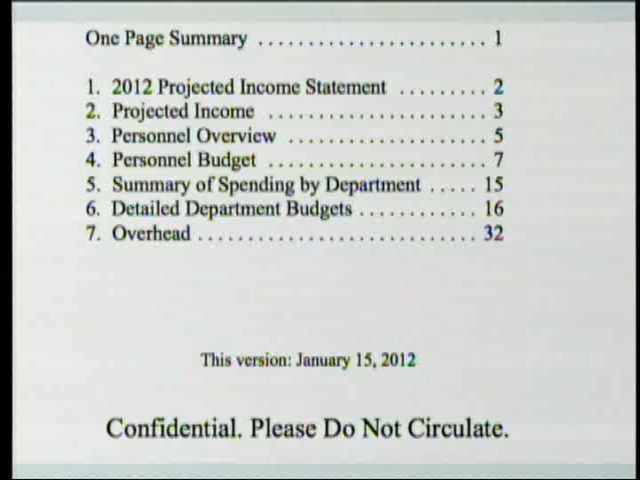 One Page Summary ....................... 1
1. 2012 Projected Income Statement ......... 2
2. Projected Income ...................... 3
3. Personnel Overview .................... 5
4. Personnel Budget ...................... 7
5. Summary of Spending by Department ..... 15
6. Detailed Department Budgets ............ 16
7. Overhead ............................ 32
This version: January 15, 2012
Confidential. Please Do Not Circulate.